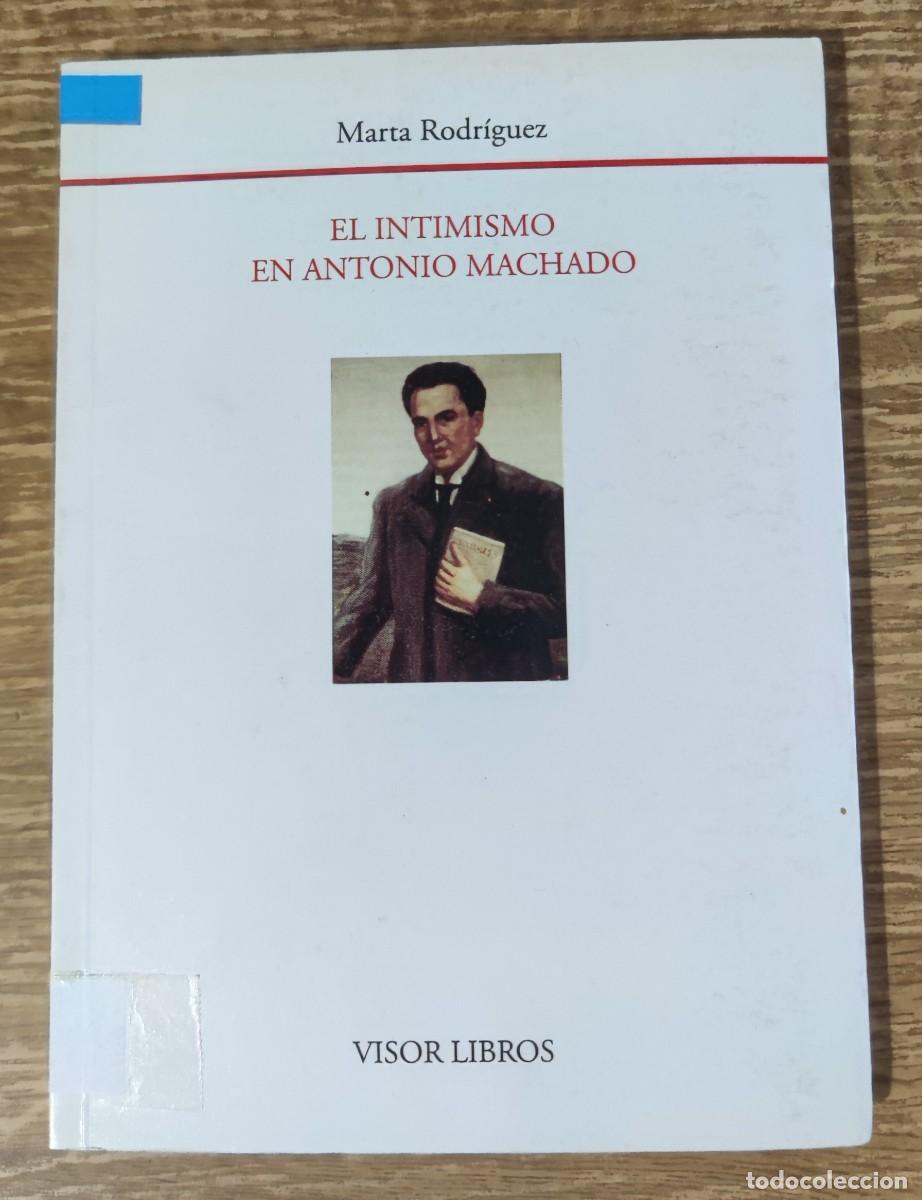 Marta Rodríguez
EL INTIMISMO
EN ANTONIO MACHADO
VISOR LIBROS
todocoleccion